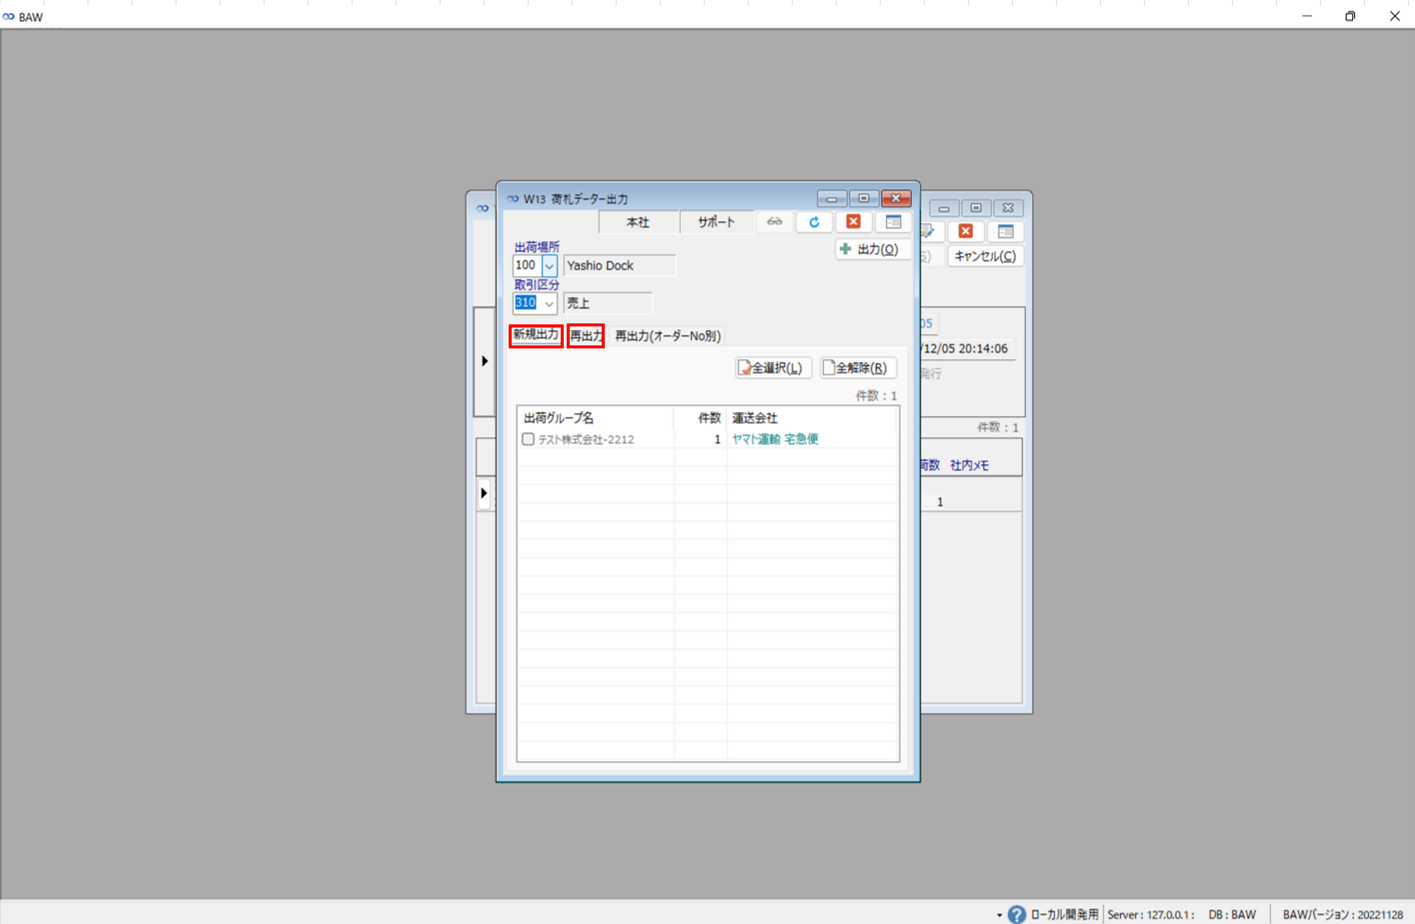 BAW
W13 荷札データー出力
本社 サポート
出荷場所
出力(O)
100 Yashio Dock
取引区分
310 売上
新規出力 再出力 再出力(オーダーNo別)
全選択(L) 全解除(R)
件数 : 1
出荷グループ名 件数 運送会社
テスト株式会社-2212 1 ヤマト運輸 宅急便
キャンセル(C)
05
/12/05 20:14:06
発行
件数 : 1
荷数 社内メモ
1
ローカル開発用 Server : 127.0.0.1 : DB : BAW BAWバージョン : 20221128